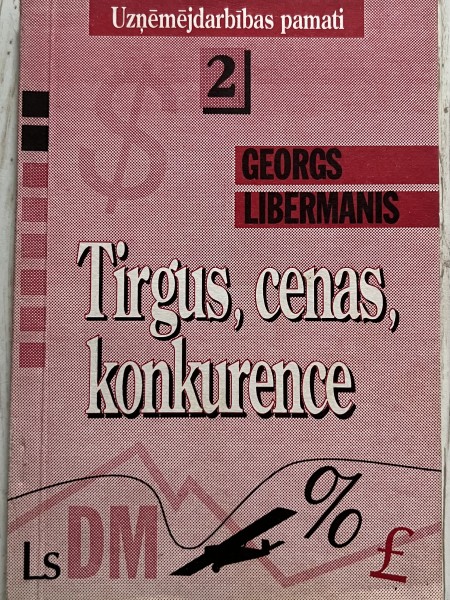 Uzņēmējdarbības pamati
$
2
GEORGS
LIBERMANIS
Tirgus, cenas,
konkurence
%
Ls DM £